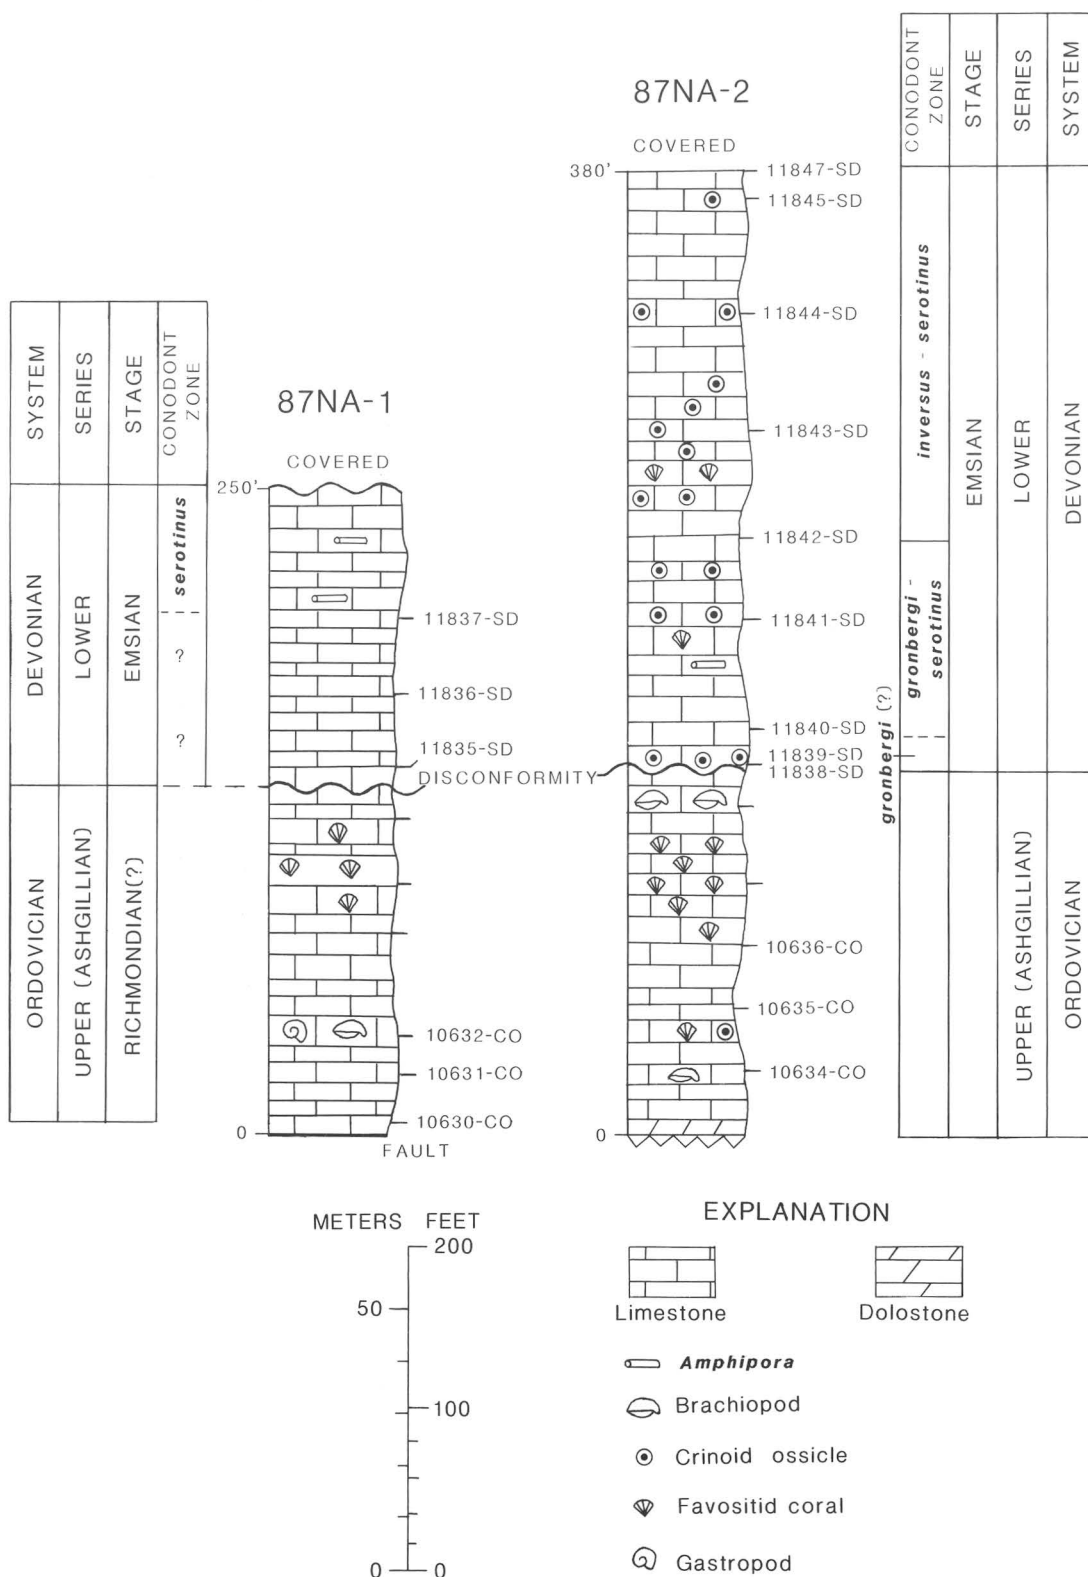 87NA-2
COVERED
380'
11847-SD
11845-SD
11844-SD
11843-SD
11842-SD
11841-SD
11840-SD
11839-SD
11838-SD
10636-CO
10635-CO
10634-CO
0
CONODONT ZONE
STAGE
SERIES
SYSTEM
inversus - serotinus
gronbergi - serotinus
gronbergi (?)
EMSIAN
LOWER
DEVONIAN
UPPER (ASHGILLIAN)
ORDOVICIAN
SYSTEM
SERIES
STAGE
CONODONT ZONE
DEVONIAN
LOWER
EMSIAN
serotinus
?
?
ORDOVICIAN
UPPER (ASHGILLIAN)
RICHMONDIAN(?)
87NA-1
COVERED
250'
11837-SD
11836-SD
11835-SD
DISCONFORMITY
10632-CO
10631-CO
10630-CO
0
FAULT
METERS FEET
200
50
100
0 0
EXPLANATION
Limestone
Dolostone
Amphipora
Brachiopod
Crinoid ossicle
Favositid coral
Gastropod